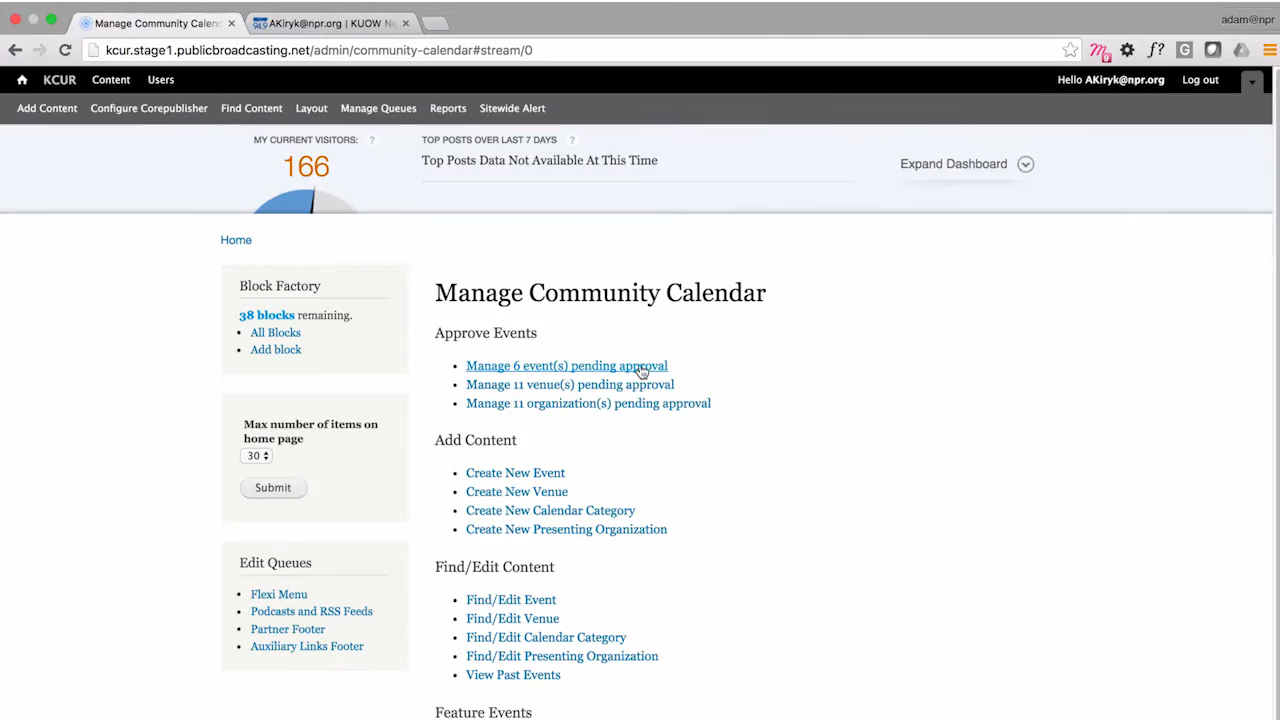 Manage Community Calend
AKiryk@npr.org | KUOW Ne
adam@npr
kcur.stage1.publicbroadcasting.net/admin/community-calendar#stream/0
KCUR Content Users
Hello AKiryk@npr.org Log out
Add Content Configure Corepublisher Find Content Layout Manage Queues Reports Sitewide Alert
MY CURRENT VISITORS: ?
166
TOP POSTS OVER LAST 7 DAYS ?
Top Posts Data Not Available At This Time
Expand Dashboard
Home
Block Factory
38 blocks remaining.
All Blocks
Add block
Max number of items on
home page
30
Submit
Edit Queues
Flexi Menu
Podcasts and RSS Feeds
Partner Footer
Auxiliary Links Footer
Manage Community Calendar
Approve Events
Manage 6 event(s) pending approval
Manage 11 venue(s) pending approval
Manage 11 organization(s) pending approval
Add Content
Create New Event
Create New Venue
Create New Calendar Category
Create New Presenting Organization
Find/Edit Content
Find/Edit Event
Find/Edit Venue
Find/Edit Calendar Category
Find/Edit Presenting Organization
View Past Events
Feature Events